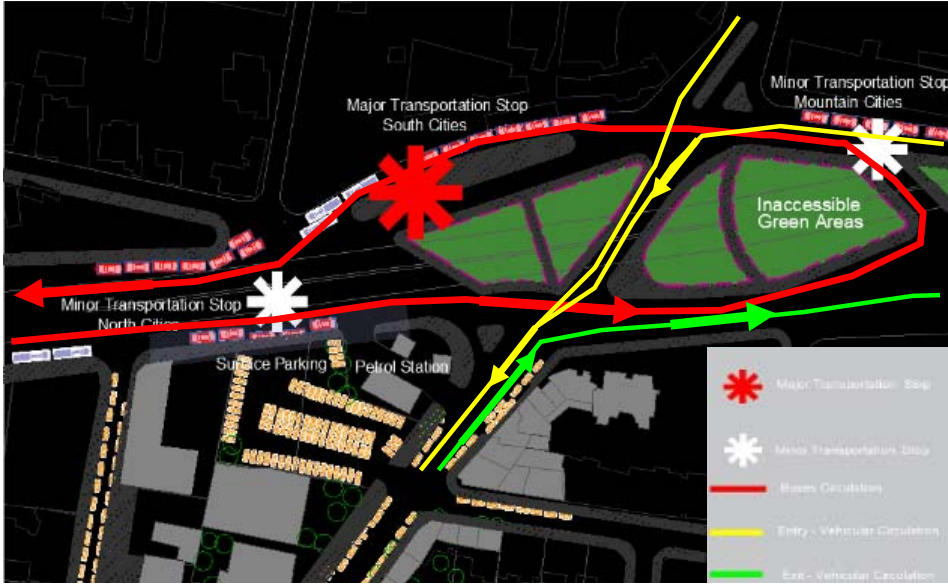 Minor Transportation Stop
Mountain Cities
Major Transportation Stop
South Cities
Inaccessible
Green Areas
Minor Transportation Stop
North Cities
Surface Parking
Petrol Station
Major Transportation Stop
Minor Transportation Stop
Buses Circulation
Entry - Vehicular Circulation
Exit - Vehicular Circulation